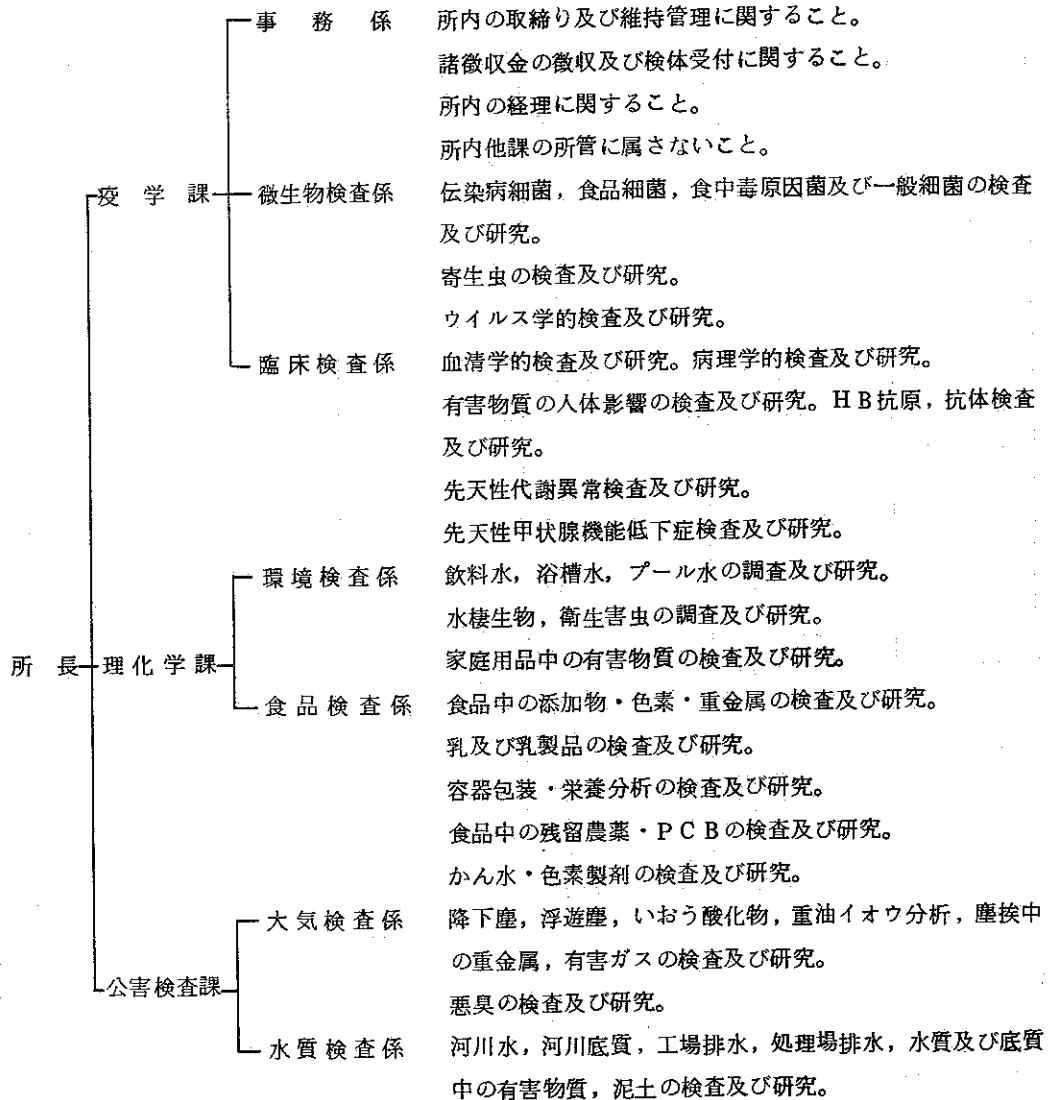 事務係　所内の取締り及び維持管理に関すること。
諸徴収金の徴収及び検体受付に関すること。
所内の経理に関すること。
所内他課の所管に属さないこと。
疫学課　微生物検査係　伝染病細菌，食品細菌，食中毒原因菌及び一般細菌の検査
及び研究。
寄生虫の検査及び研究。
ウイルス学的検査及び研究。
臨床検査係　血清学的検査及び研究。病理学的検査及び研究。
有害物質の人体影響の検査及び研究。ＨＢ抗原，抗体検査
及び研究。
先天性代謝異常検査及び研究。
先天性甲状腺機能低下症検査及び研究。
環境検査係　飲料水，浴槽水，プール水の調査及び研究。
水棲生物，衛生害虫の調査及び研究。
所長　理化学課　家庭用品中の有害物質の検査及び研究。
食品検査係　食品中の添加物・色素・重金属の検査及び研究。
乳及び乳製品の検査及び研究。
容器包装・栄養分析の検査及び研究。
食品中の残留農薬・ＰＣＢの検査及び研究。
かん水・色素製剤の検査及び研究。
大気検査係　降下塵，浮遊塵，いおう酸化物，重油イオウ分析，塵挨中
の重金属，有害ガスの検査及び研究。
公害検査課　悪臭の検査及び研究。
水質検査係　河川水，河川底質，工場排水，処理場排水，水質及び底質
中の有害物質，泥土の検査及び研究。